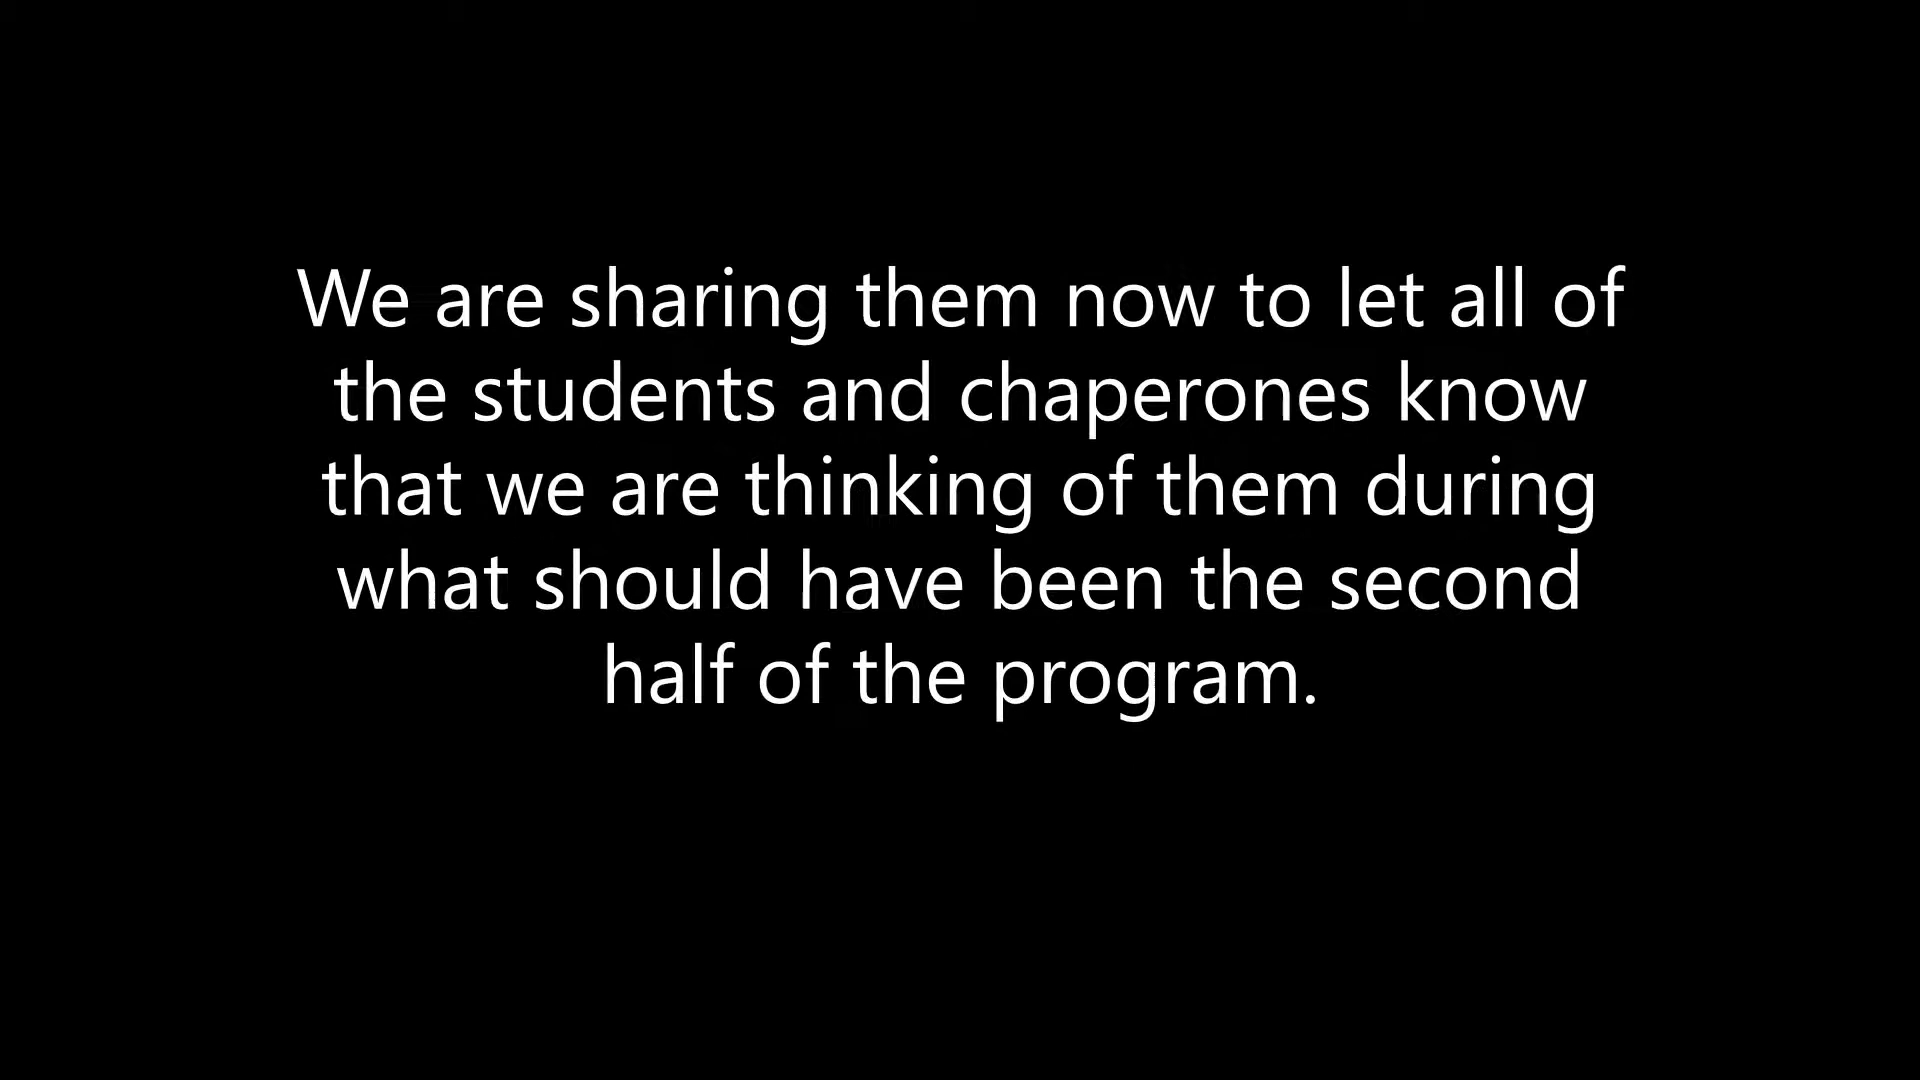 We are sharing them now to let all of
the students and chaperones know
that we are thinking of them during
what should have been the second
half of the program.